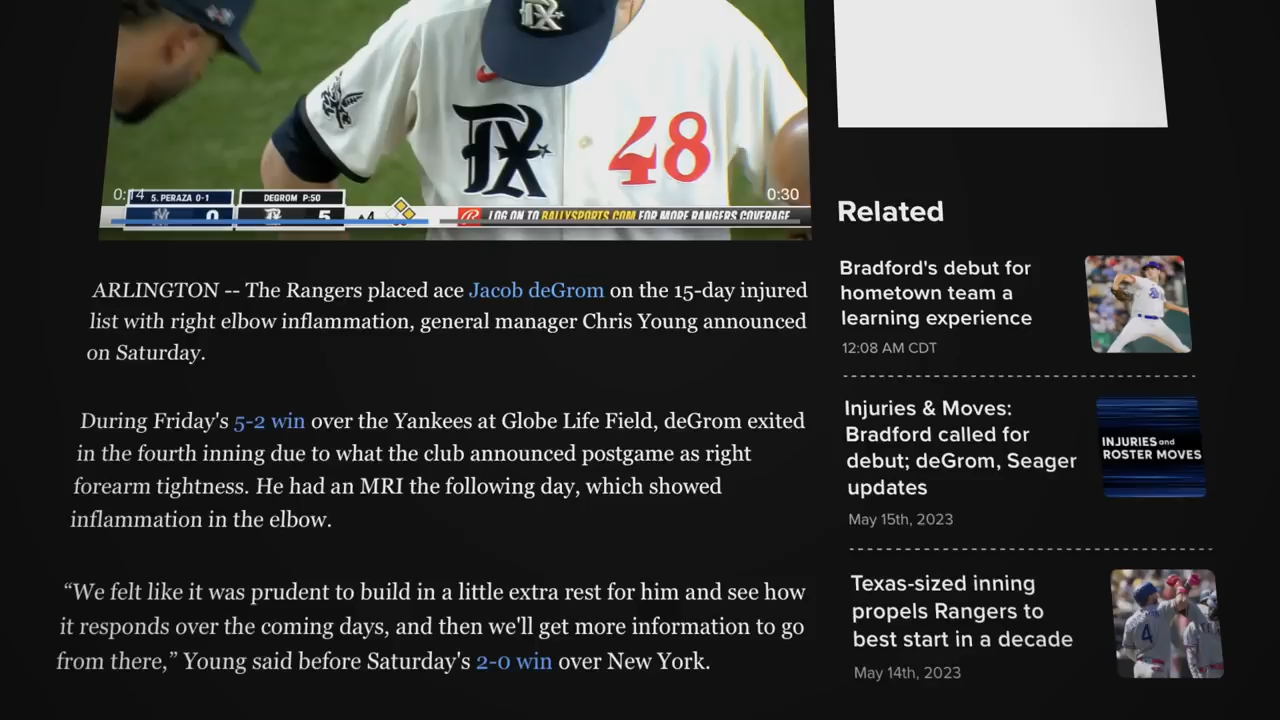 48
0:14
5. PERAZA 0-1
DEGROM P:50
0:30
0
5
4
LOG ON TO BALLYSPORTS.COM FOR MORE RANGERS COVERAGE
ARLINGTON -- The Rangers placed ace Jacob deGrom on the 15-day injured
list with right elbow inflammation, general manager Chris Young announced
on Saturday.
During Friday's 5-2 win over the Yankees at Globe Life Field, deGrom exited
in the fourth inning due to what the club announced postgame as right
forearm tightness. He had an MRI the following day, which showed
inflammation in the elbow.
“We felt like it was prudent to build in a little extra rest for him and see how
it responds over the coming days, and then we'll get more information to go
from there,” Young said before Saturday's 2-0 win over New York.
Related
Bradford's debut for
hometown team a
learning experience
12:08 AM CDT
Injuries & Moves:
Bradford called for
debut; deGrom, Seager
updates
May 15th, 2023
INJURIES and
ROSTER MOVES
Texas-sized inning
propels Rangers to
best start in a decade
May 14th, 2023
4